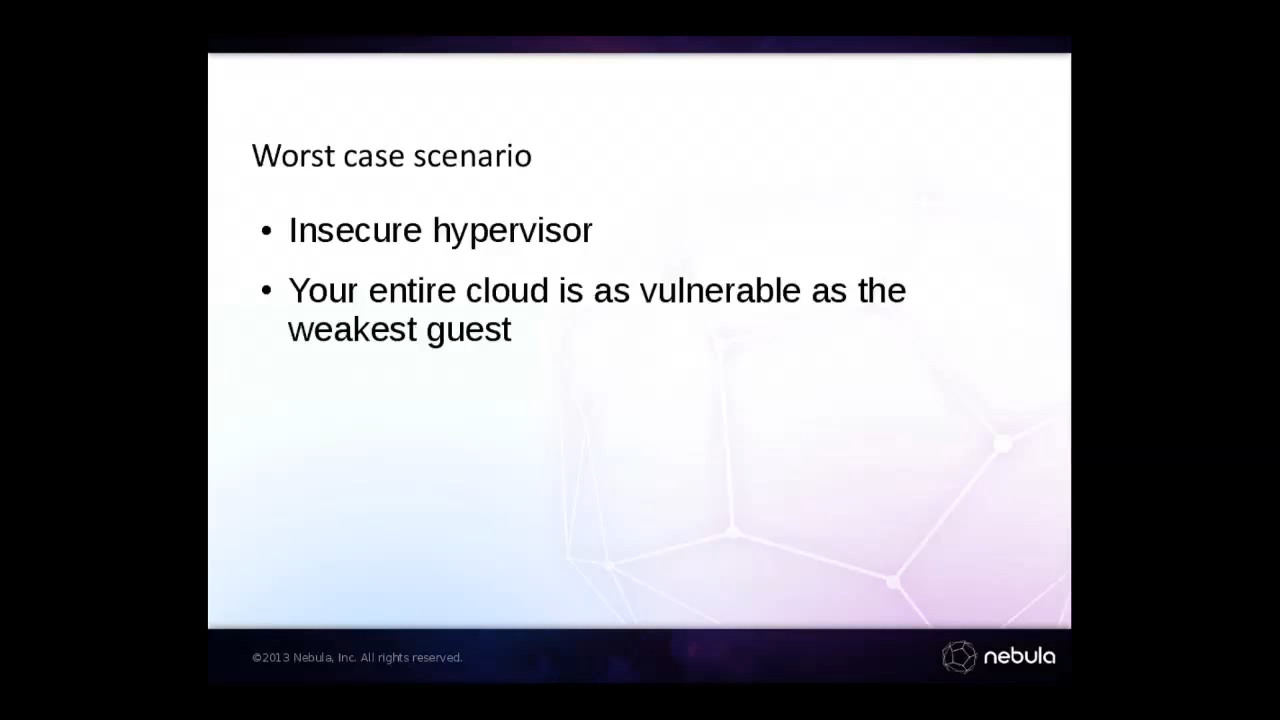 Worst case scenario
• Insecure hypervisor
• Your entire cloud is as vulnerable as the
weakest guest
©2013 Nebula, Inc. All rights reserved.
nebula